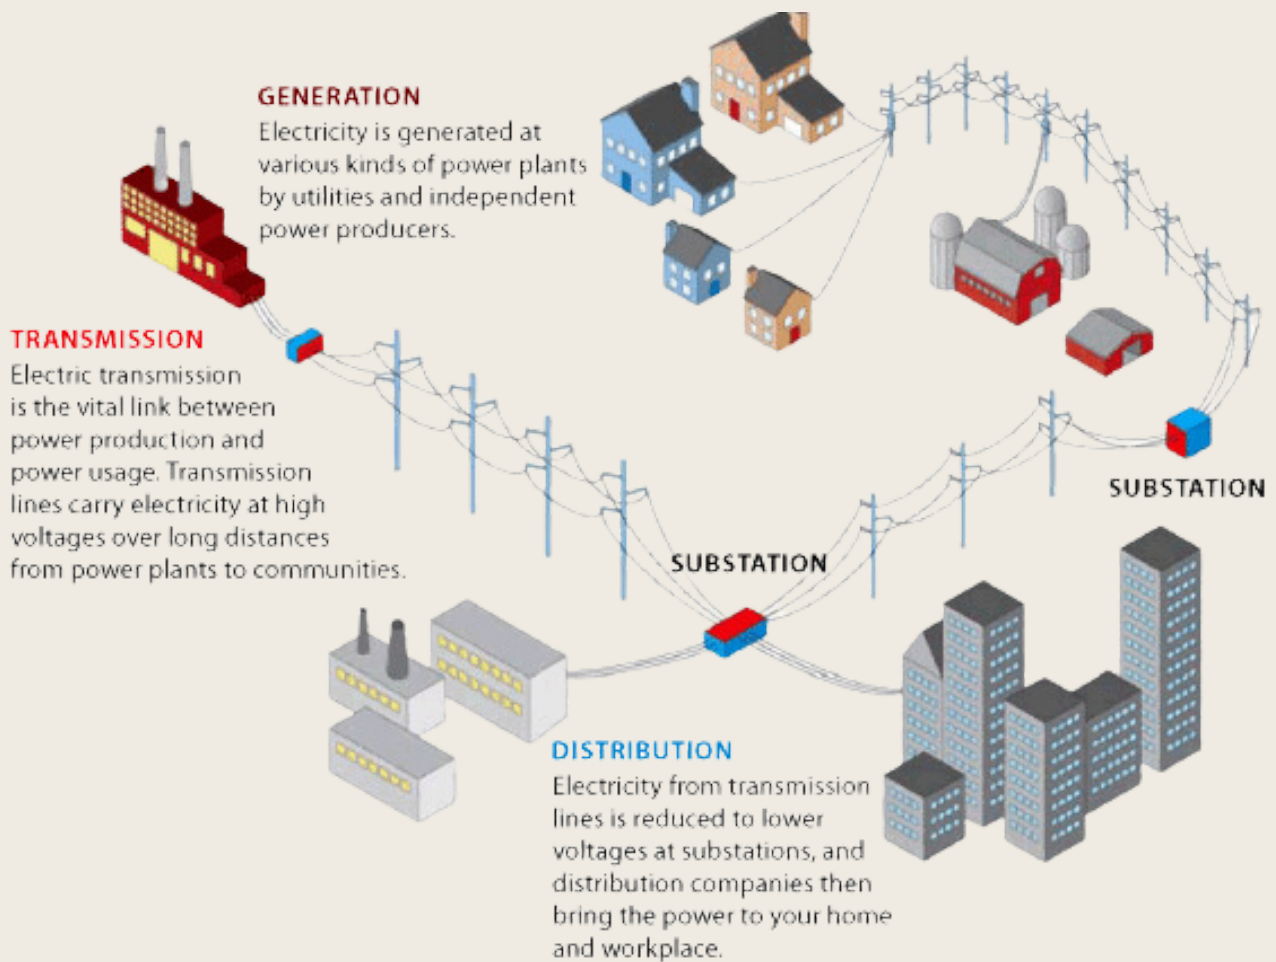 GENERATION
Electricity is generated at
various kinds of power plants
by utilities and independent
power producers.
TRANSMISSION
Electric transmission
is the vital link between
power production and
power usage. Transmission
lines carry electricity at high
voltages over long distances
from power plants to communities.
SUBSTATION
SUBSTATION
DISTRIBUTION
Electricity from transmission
lines is reduced to lower
voltages at substations, and
distribution companies then
bring the power to your home
and workplace.